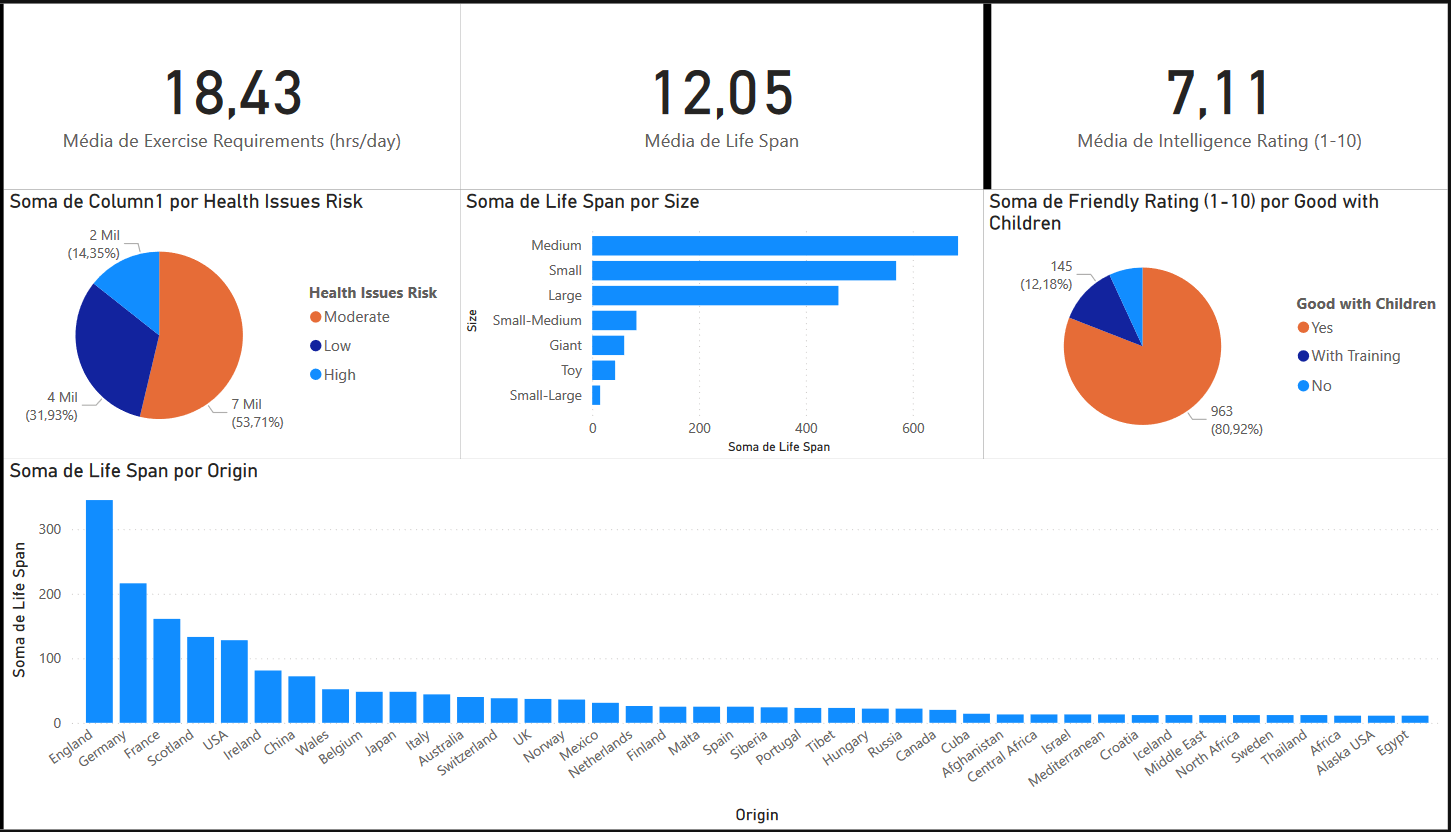 18,43
Média de Exercise Requirements (hrs/day)
12,05
Média de Life Span
7,11
Média de Intelligence Rating (1-10)
Soma de Column1 por Health Issues Risk
2 Mil
(14,35%)
4 Mil
(31,93%)
7 Mil
(53,71%)
Health Issues Risk
Moderate
Low
High
Soma de Life Span por Size
Size
Medium
Small
Large
Small-Medium
Giant
Toy
Small-Large
0
200
400
600
Soma de Life Span
Soma de Friendly Rating (1-10) por Good with
Children
145
(12,18%)
963
(80,92%)
Good with Children
Yes
With Training
No
Soma de Life Span por Origin
Soma de Life Span
300
200
100
0
England
Germany
France
Scotland
USA
Ireland
China
Wales
Belgium
Japan
Italy
Australia
Switzerland
UK
Norway
Mexico
Netherlands
Finland
Malta
Spain
Siberia
Portugal
Tibet
Hungary
Russia
Canada
Cuba
Afghanistan
Central Africa
Israel
Mediterranean
Croatia
Iceland
Middle East
North Africa
Sweden
Thailand
Africa
Alaska USA
Egypt
Origin